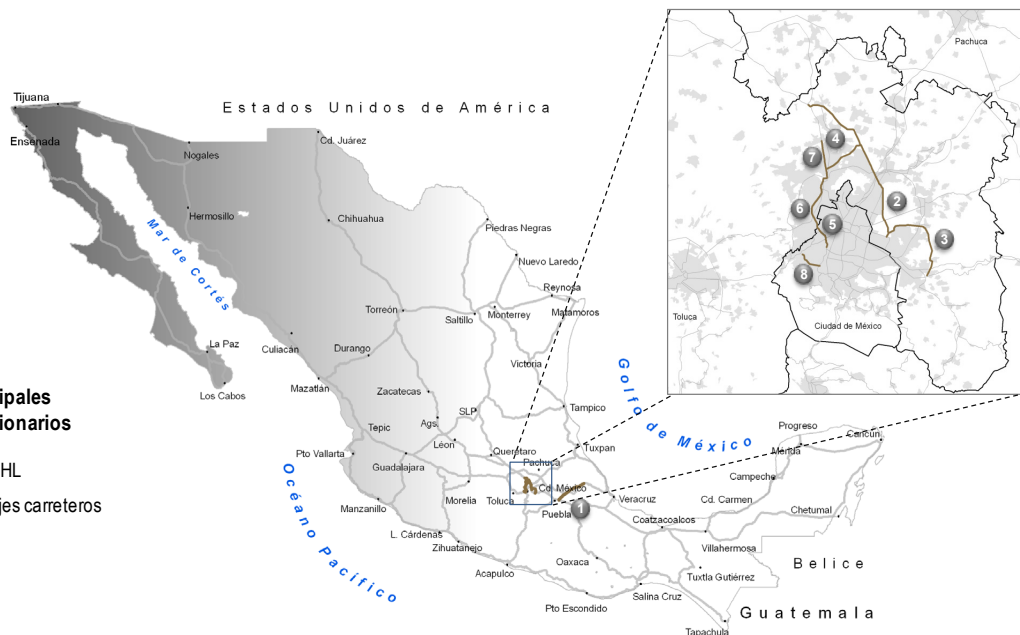 Estados Unidos de América
Tijuana
Ensenada
Nogales
Cd. Juárez
Hermosillo
Chihuahua
Piedras Negras
Nuevo Laredo
Reynosa
Matamoros
Monterrey
Saltillo
Torreón
Mar de Cortés
La Paz
Los Cabos
Culiacán
Durango
Mazatlán
Zacatecas
Victoria
SLP
Ags.
Tampico
Tepic
León
Querétaro
Tuxpan
Pachuca
Pto Vallarta
Guadalajara
Cd. México
Toluca
Morelia
Puebla
1
Veracruz
Manzanillo
L. Cárdenas
Zihuatanejo
Acapulco
Oaxaca
Coatzacoalcos
Pto Escondido
Salina Cruz
Tuxtla Gutiérrez
Villahermosa
Tapachula
Cd. Carmen
Campeche
Progreso
Mérida
Cancún
Chetumal
Golfo de México
Océano Pacífico
Belice
Guatemala
ipales
ionarios
HL
jes carreteros
Pachuca
4
7
2
6
5
3
8
Toluca
Ciudad de México